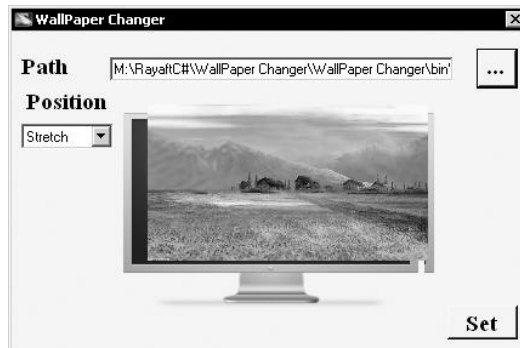 WallPaper Changer
Path
M:\RayaftC#\WallPaper Changer\WallPaper Changer\bin'
...
Position
Stretch
Set